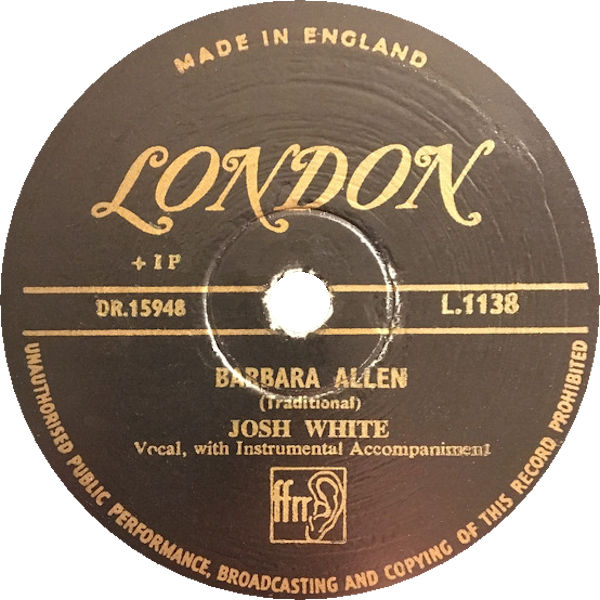 MADE IN ENGLAND
LONDON
+ 1 P
DR.15948
L.1138
BARBARA ALLEN
(Traditional)
JOSH WHITE
Vocal, with Instrumental Accompaniment
ffrr
UNAUTHORISED PUBLIC PERFORMANCE, BROADCASTING AND COPYING OF THIS RECORD PROHIBITED